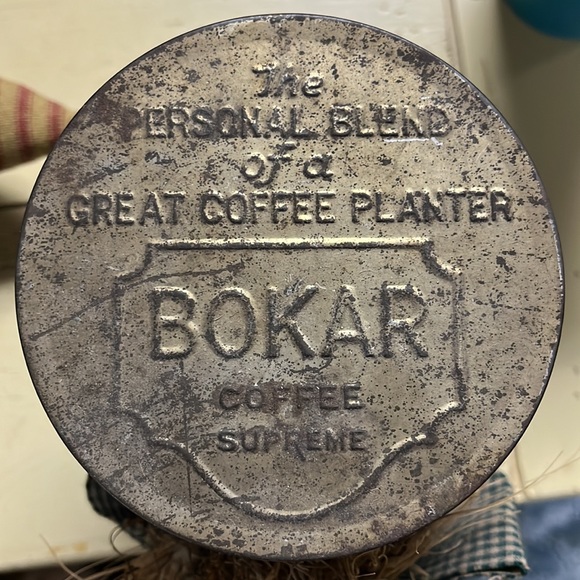 The
PERSONAL BLEND
of a
GREAT COFFEE PLANTER
BOKAR
COFFEE
SUPREME